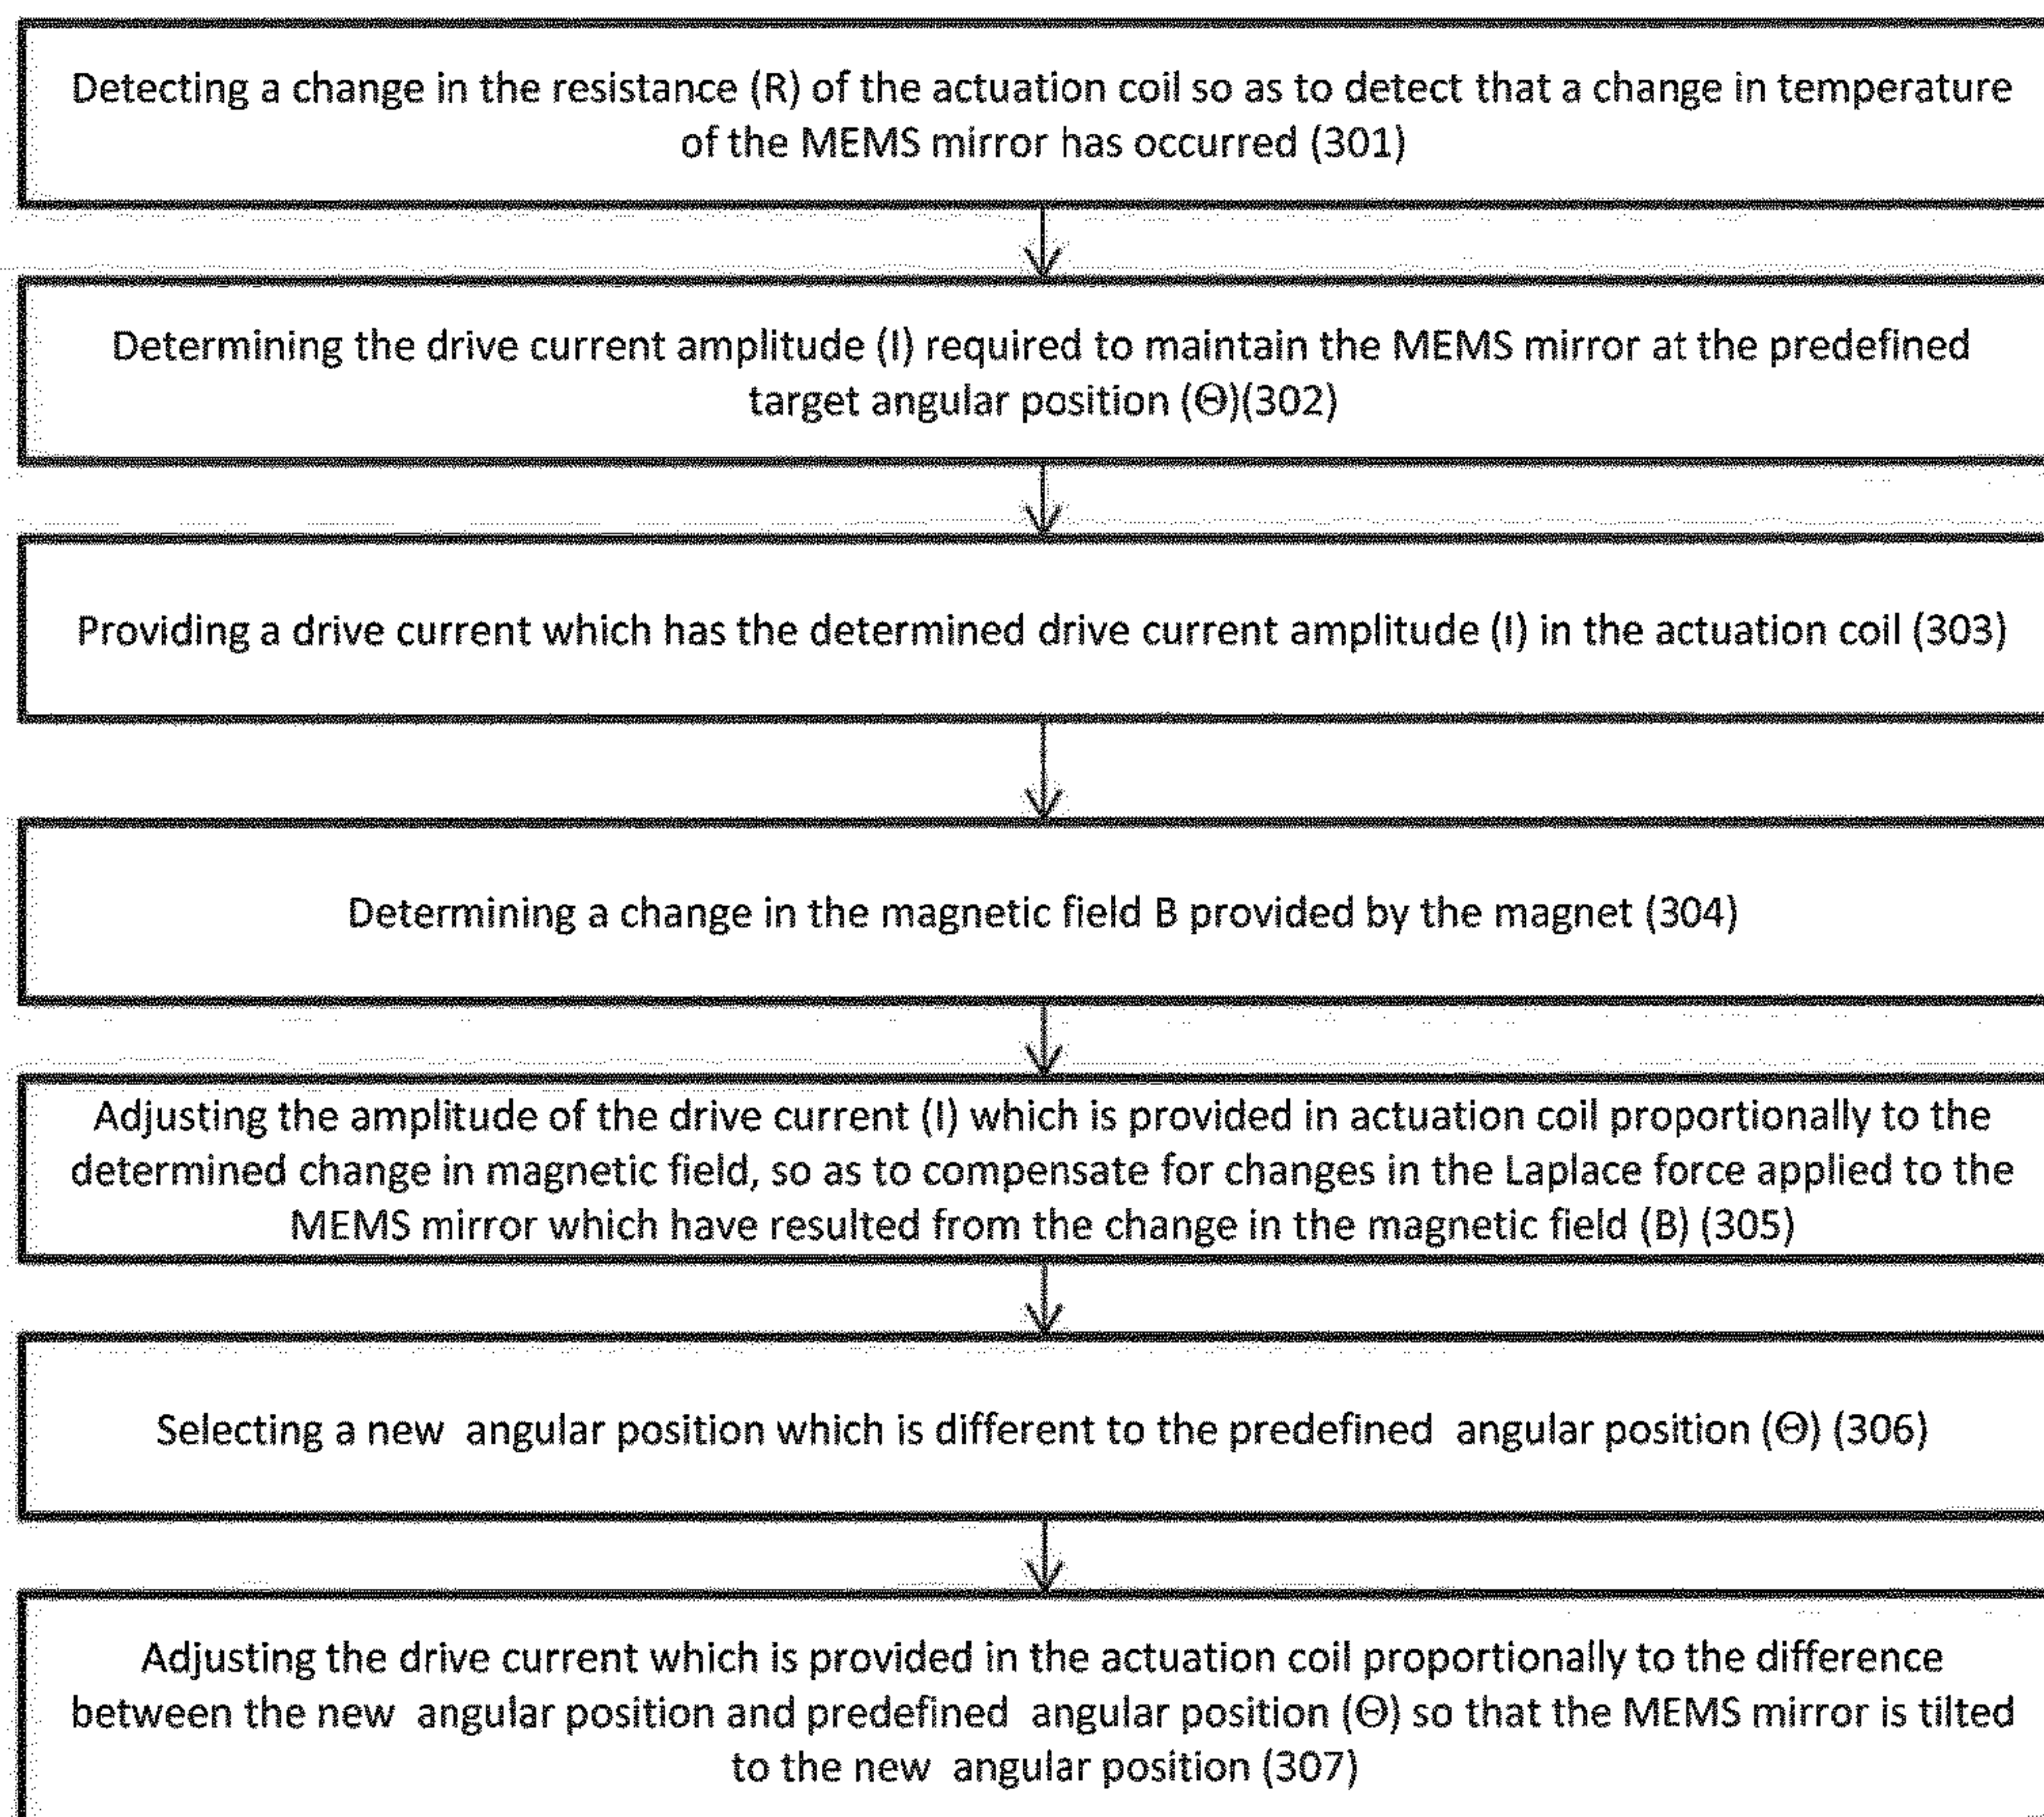 Detecting a change in the resistance (R) of the actuation coil so as to detect that a change in temperature
of the MEMS mirror has occurred (301)
Determining the drive current amplitude (I) required to maintain the MEMS mirror at the predefined
target angular position (Θ)(302)
Providing a drive current which has the determined drive current amplitude (I) in the actuation coil (303)
Determining a change in the magnetic field B provided by the magnet (304)
Adjusting the amplitude of the drive current (I) which is provided in actuation coil proportionally to the
determined change in magnetic field, so as to compensate for changes in the Laplace force applied to the
MEMS mirror which have resulted from the change in the magnetic field (B) (305)
Selecting a new angular position which is different to the predefined angular position (Θ) (306)
Adjusting the drive current which is provided in the actuation coil proportionally to the difference
between the new angular position and predefined angular position (Θ) so that the MEMS mirror is tilted
to the new angular position (307)